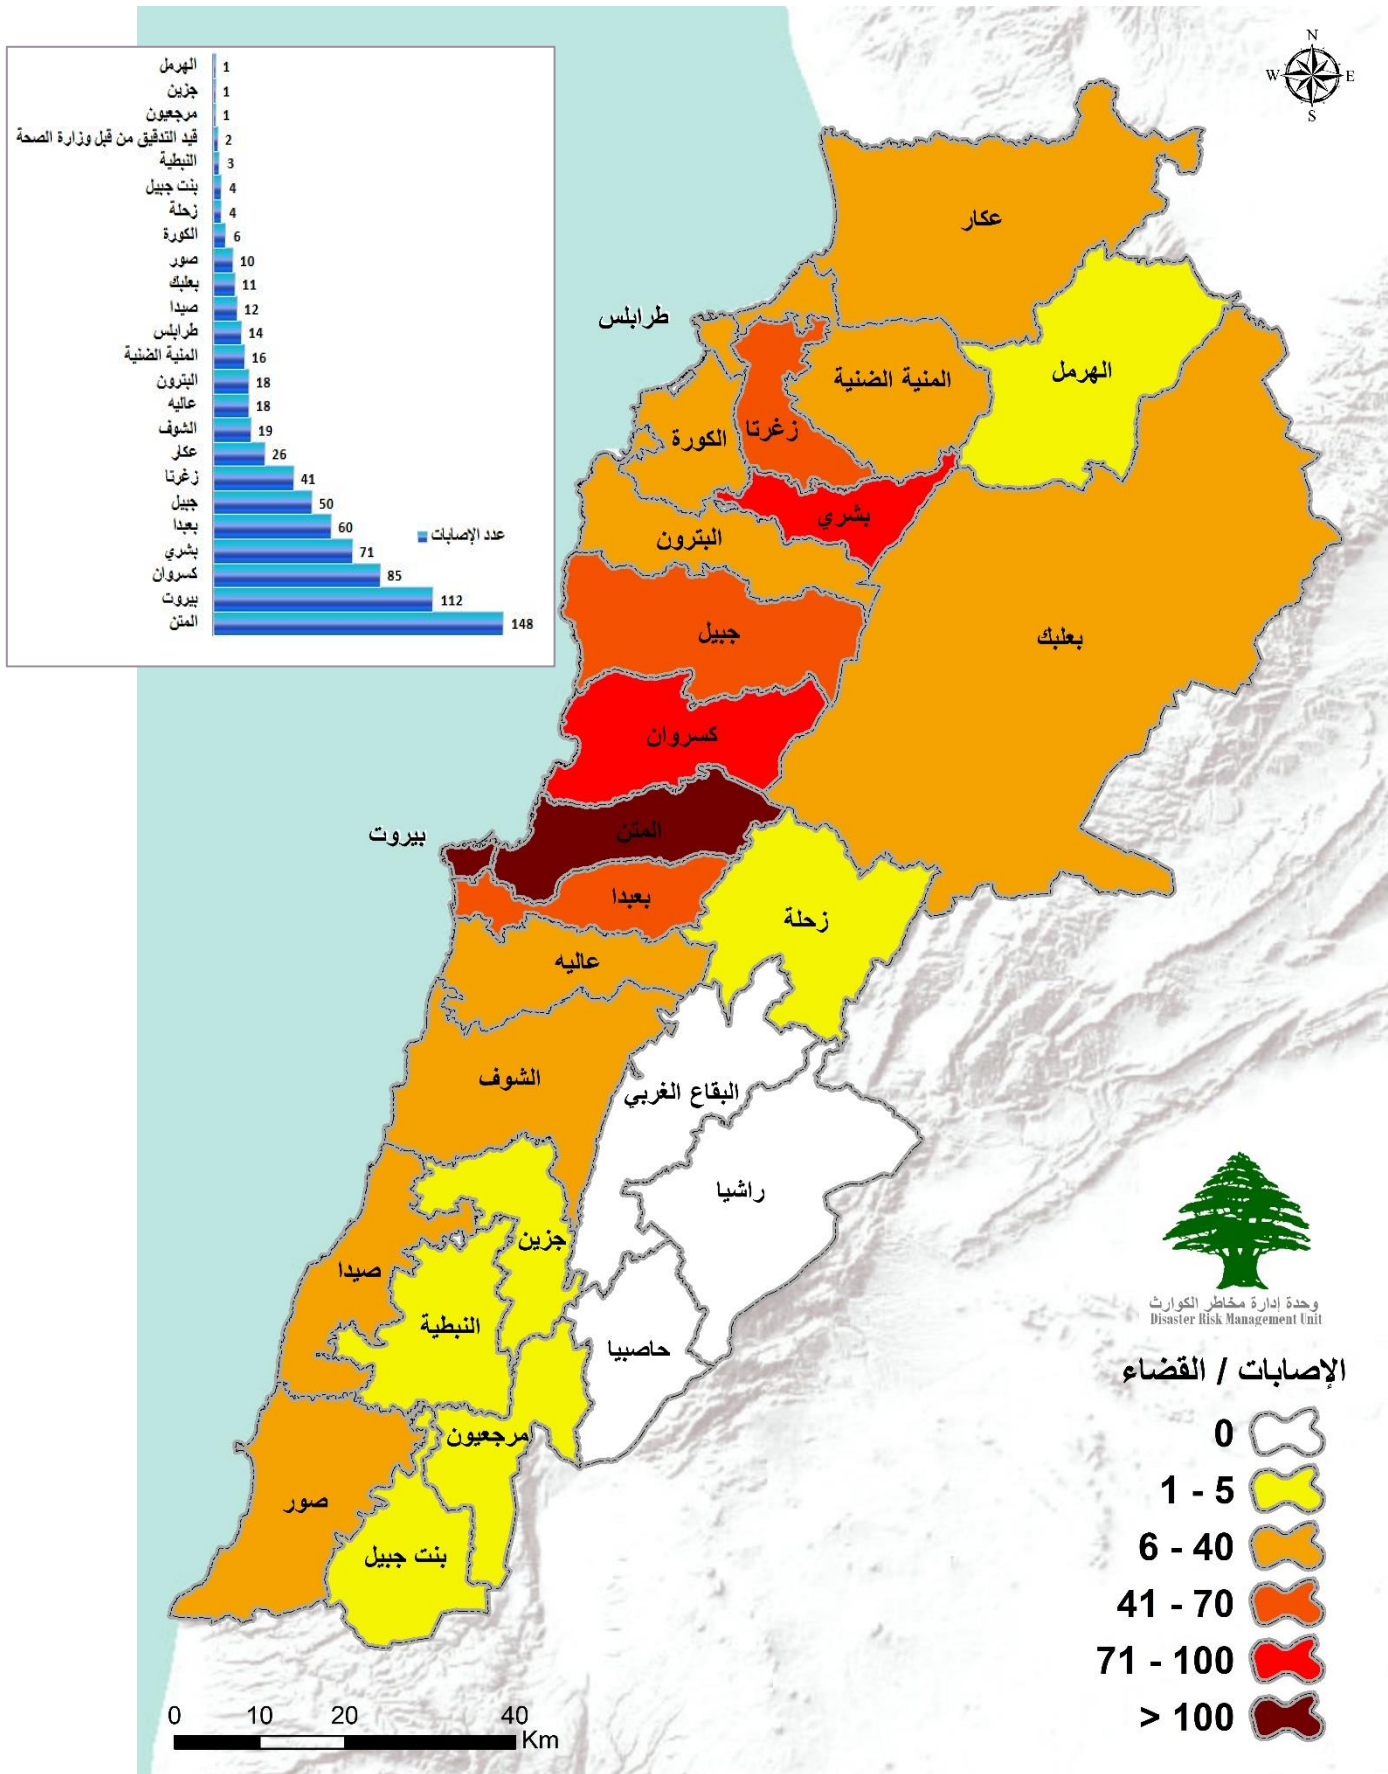 N
W E
S
الهرمل 1
جزين 1
مرجعيون 1
قيد التدقيق من قبل وزارة الصحة 2
النبطية 3
بنت جبيل 4
زحلة 4
الكورة 6
صور 10
بعلبك 11
صيدا 12
طرابلس 14
المنية الضنية 16
البترون 18
عاليه 18
الشوف 19
عكار 26
زغرتا 41
جبيل 50
بعبدا 60
بشري 71
كسروان 85
بيروت 112
المتن 148
عدد الإصابات
عكار
طرابلس
الهرمل
المنية الضنية
زغرتا
الكورة
بشري
البترون
جبيل
بعلبك
كسروان
المتن
بيروت
بعبدا
زحلة
عاليه
الشوف
البقاع الغربي
راشيا
جزين
صيدا
النبطية
حاصبيا
مرجعيون
صور
بنت جبيل
وحدة إدارة مخاطر الكوارث
Disaster Risk Management Unit
الإصابات / القضاء
0
1 - 5
6 - 40
41 - 70
71 - 100
> 100
0 10 20 40
Km